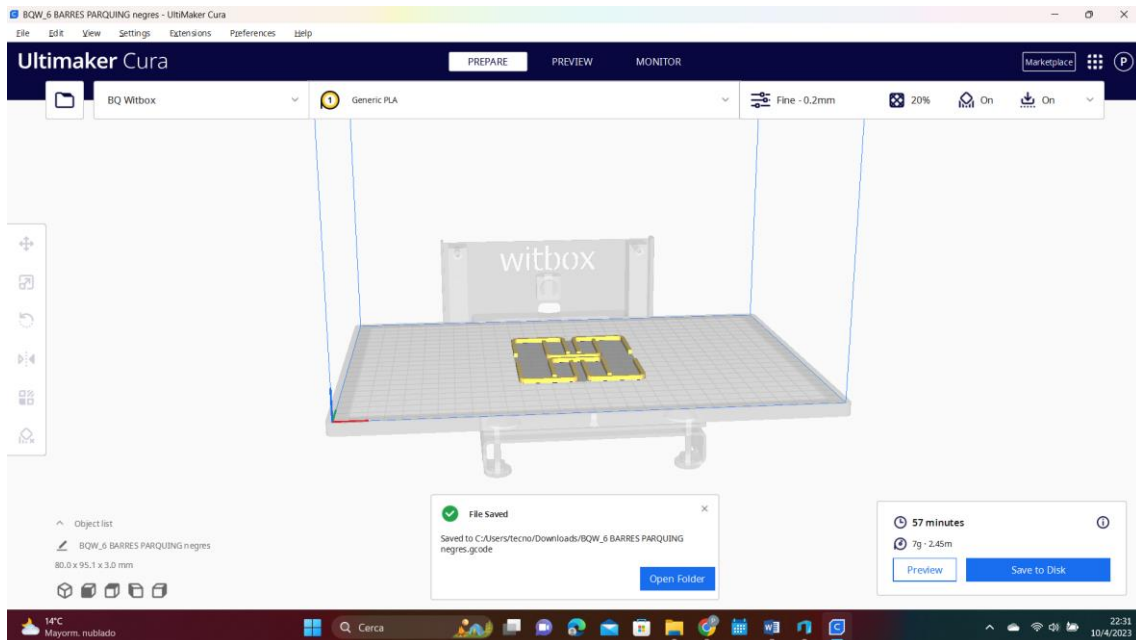 BQW_6 BARRES PARQUING negres - UltiMaker Cura
File Edit View Settings Extensions Preferences Help
Ultimaker Cura PREPARE PREVIEW MONITOR Marketplace P
BQ Witbox 1 Generic PLA Fine - 0.2mm 20% On On
witbox
File Saved
Saved to C:/Users/tecno/Downloads/BQW_6 BARRES PARQUING
negres.gcode
Open Folder
Object list
BQW_6 BARRES PARQUING negres
80.0 x 95.1 x 3.0 mm
57 minutes
7g · 2.45m
Preview Save to Disk
14°C
Mayorm. nublado
Cerca
22:31
10/4/2023